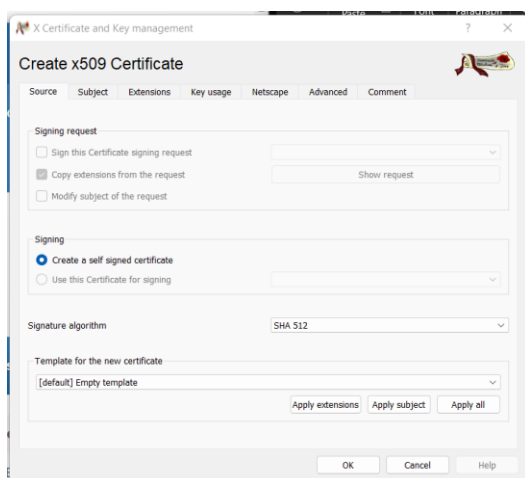 X Certificate and Key management
Create x509 Certificate
Source Subject Extensions Key usage Netscape Advanced Comment
Signing request
Sign this Certificate signing request
Copy extensions from the request Show request
Modify subject of the request
Signing
Create a self signed certificate
Use this Certificate for signing
Signature algorithm SHA 512
Template for the new certificate
[default] Empty template
Apply extensions Apply subject Apply all
OK Cancel Help